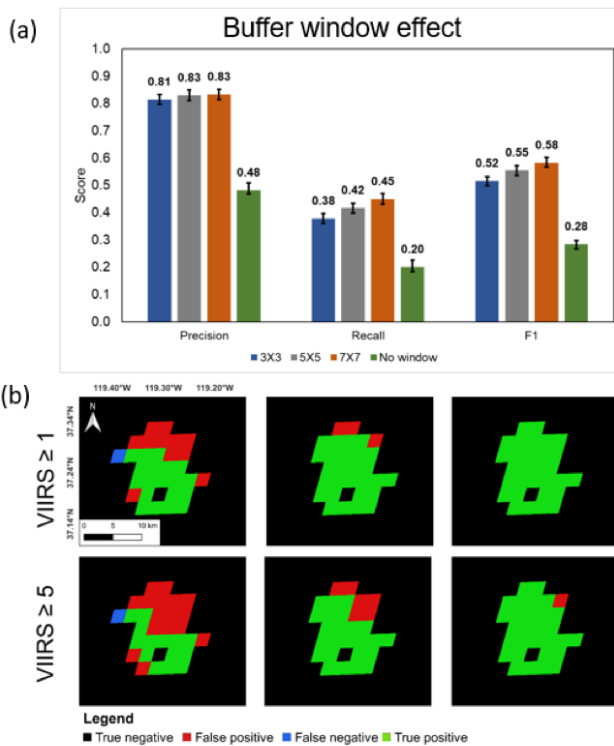 (a)
Buffer window effect
1.0
0.9
0.8
0.7
0.6
0.5
0.4
0.3
0.2
0.1
0.0
Score
0.81 0.83 0.83 0.48
0.38 0.42 0.45 0.20
0.52 0.55 0.58 0.28
Precision Recall F1
3X3 5X5 7X7 No window
(b)
119.40°W 119.30°W 119.20°W
37.34°N
37.24°N
37.14°N
N
0 5 10 km
VIIRS ≥ 1
VIIRS ≥ 5
Legend
True negative False positive False negative True positive